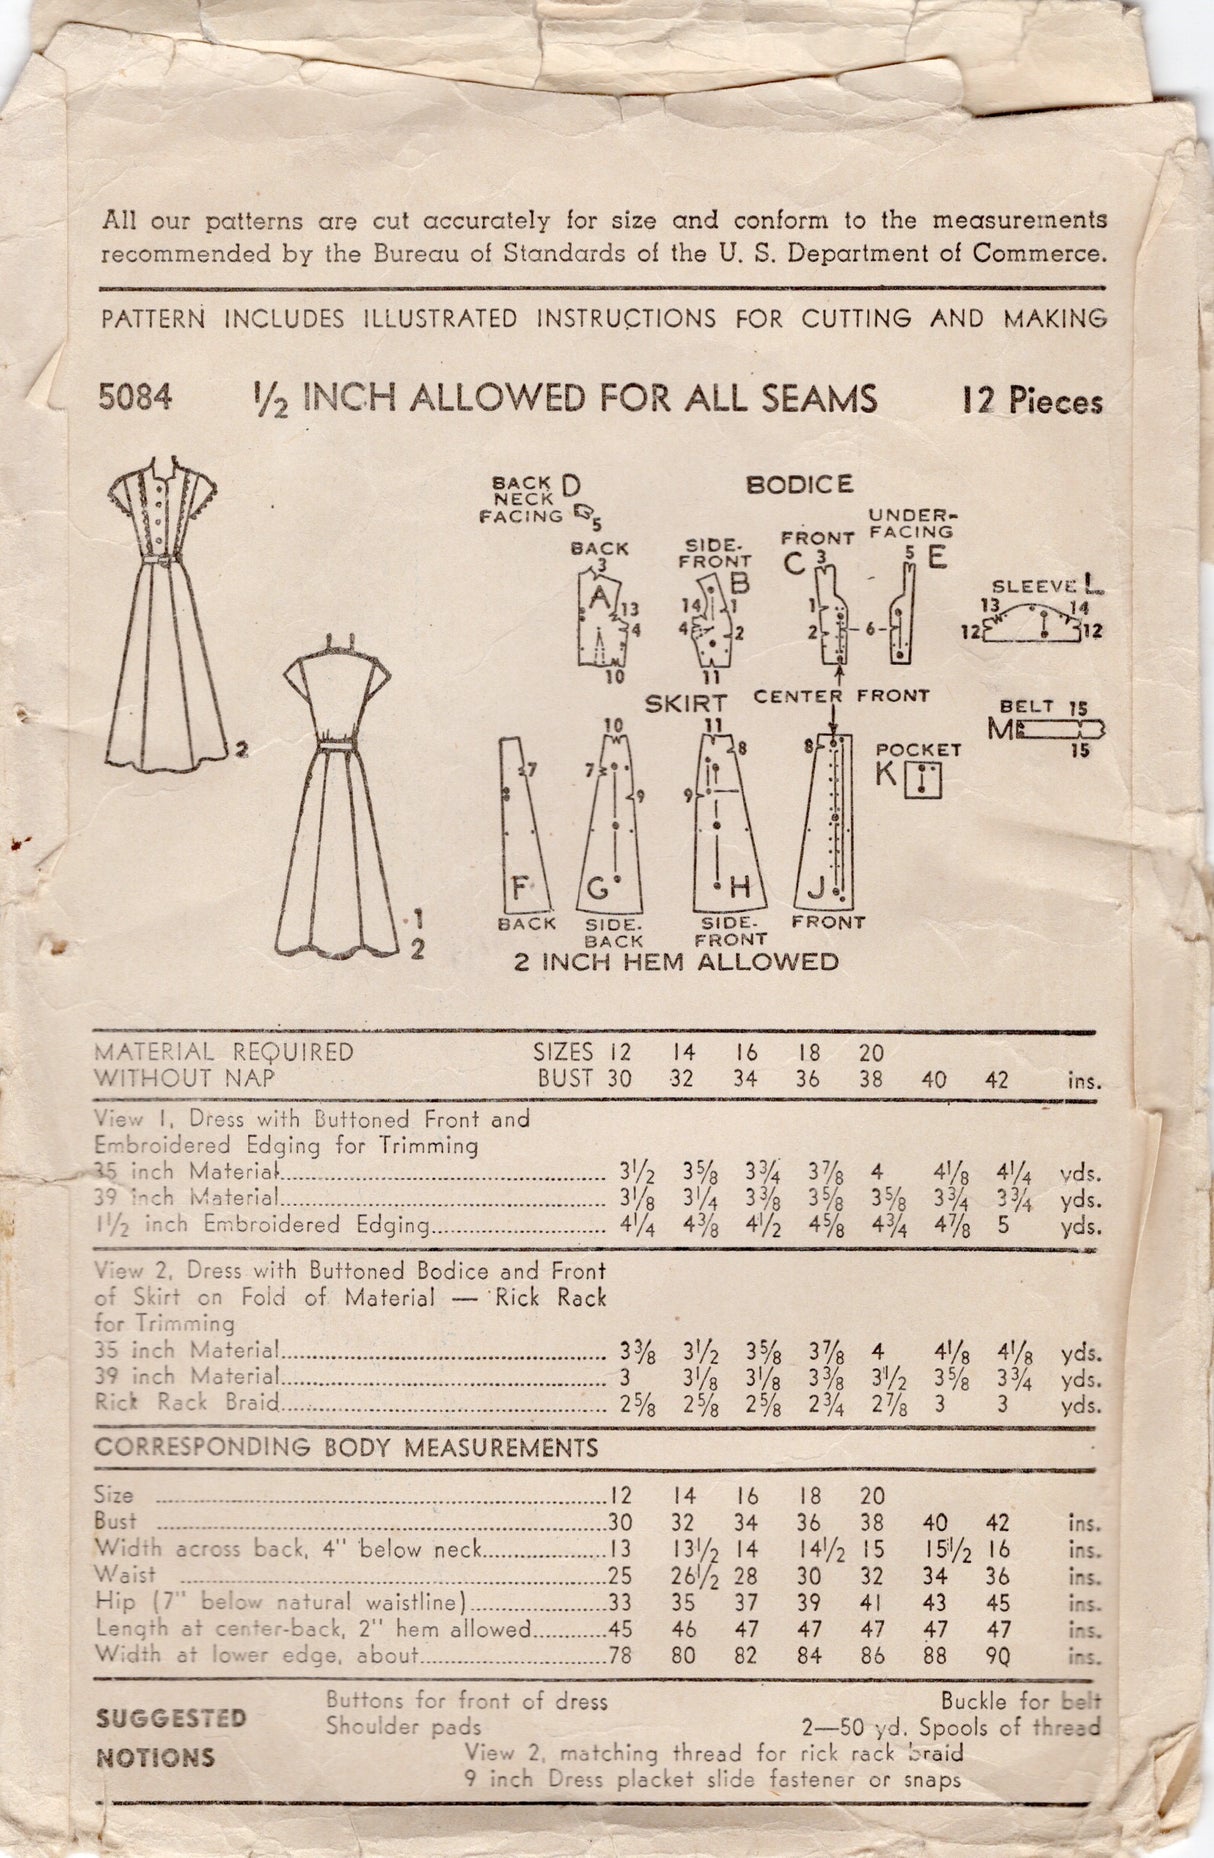 All our patterns are cut accurately for size and conform to the measurements
recommended by the Bureau of Standards of the U. S. Department of Commerce.
PATTERN INCLUDES ILLUSTRATED INSTRUCTIONS FOR CUTTING AND MAKING
5084 1/2 INCH ALLOWED FOR ALL SEAMS 12 Pieces
2
1
2
BACK D
NECK
FACING
5
BODICE
BACK
3
A
13
4
10
SIDE-
FRONT
B
14 1
4 2
11
FRONT
C 3
1
2
6
UNDER-
FACING
5 E
SLEEVE L
13 14
12 12
CENTER FRONT
SKIRT
BELT 15
M
15
POCKET
K
7
F
BACK
10
7
9
G
SIDE-
BACK
11
8
9
H
SIDE-
FRONT
8
J
FRONT
2 INCH HEM ALLOWED
MATERIAL REQUIRED SIZES 12 14 16 18 20
WITHOUT NAP BUST 30 32 34 36 38 40 42 ins.
View 1, Dress with Buttoned Front and
Embroidered Edging for Trimming
35 inch Material 3 1/2 3 5/8 3 3/4 3 7/8 4 4 1/8 4 1/4 yds.
39 inch Material 3 1/8 3 1/4 3 3/8 3 5/8 3 5/8 3 3/4 3 3/4 yds.
1 1/2 inch Embroidered Edging 4 1/4 4 3/8 4 1/2 4 5/8 4 3/4 4 7/8 5 yds.
View 2, Dress with Buttoned Bodice and Front
of Skirt on Fold of Material — Rick Rack
for Trimming
35 inch Material 3 3/8 3 1/2 3 5/8 3 7/8 4 4 1/8 4 1/8 yds.
39 inch Material 3 3 1/8 3 1/8 3 3/8 3 1/2 3 5/8 3 3/4 yds.
Rick Rack Braid 2 5/8 2 5/8 2 5/8 2 3/4 2 7/8 3 3 yds.
CORRESPONDING BODY MEASUREMENTS
Size 12 14 16 18 20
Bust 30 32 34 36 38 40 42 ins.
Width across back, 4" below neck 13 13 1/2 14 14 1/2 15 15 1/2 16 ins.
Waist 25 26 1/2 28 30 32 34 36 ins.
Hip (7" below natural waistline) 33 35 37 39 41 43 45 ins.
Length at center-back, 2" hem allowed 45 46 47 47 47 47 47 ins.
Width at lower edge, about 78 80 82 84 86 88 90 ins.
SUGGESTED
NOTIONS
Buttons for front of dress Buckle for belt
Shoulder pads 2—50 yd. Spools of thread
View 2, matching thread for rick rack braid
9 inch Dress placket slide fastener or snaps